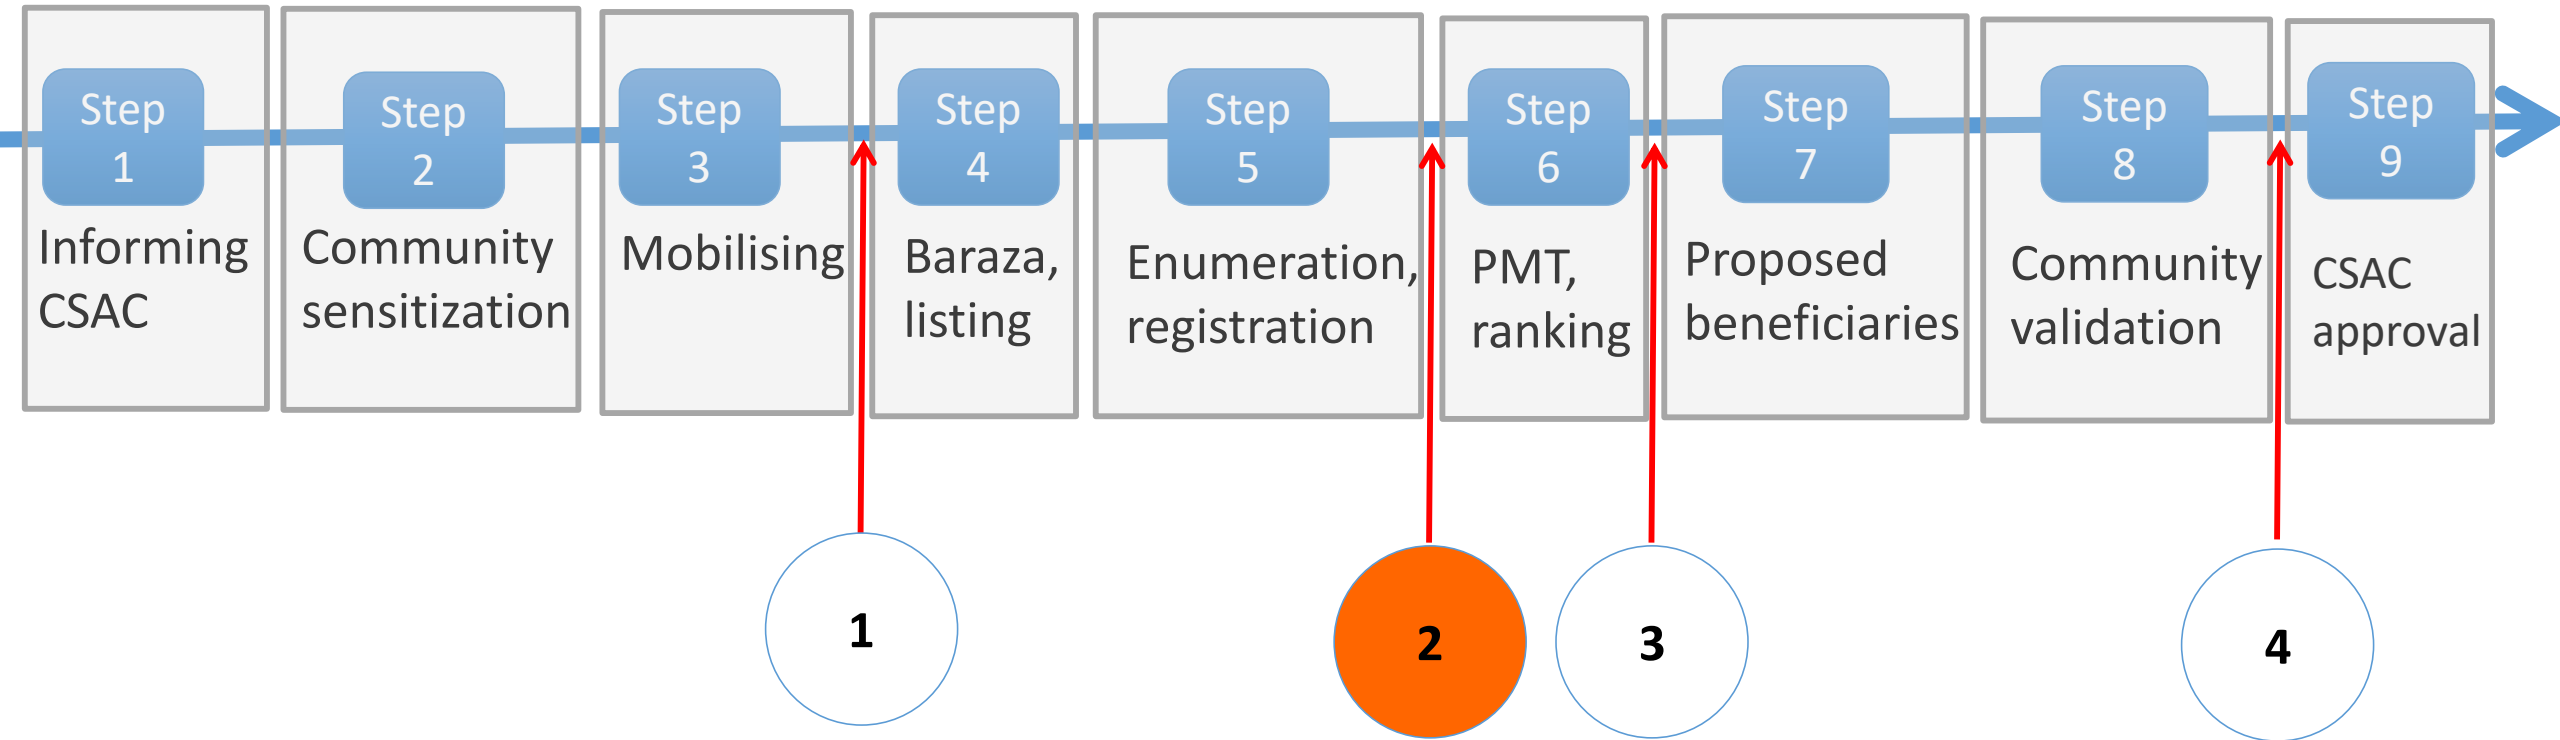 Step
1
Informing
CSAC
Step
2
Community
sensitization
Step
3
Mobilising
Step
4
Baraza,
listing
Step
5
Enumeration,
registration
Step
6
PMT,
ranking
Step
7
Proposed
beneficiaries
Step
8
Community
validation
Step
9
CSAC
approval
1
2
3
4